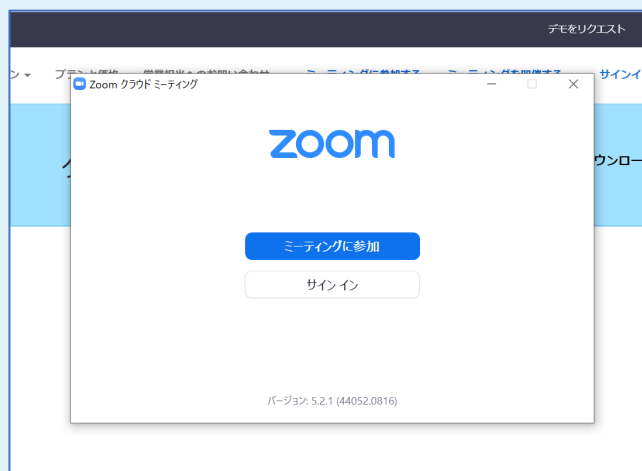 デモをリクエスト
サインイ
Zoom クラウド ミーティング
zoom
ウンロー
ミーティングに参加
サイン イン
バージョン: 5.2.1 (44052.0816)